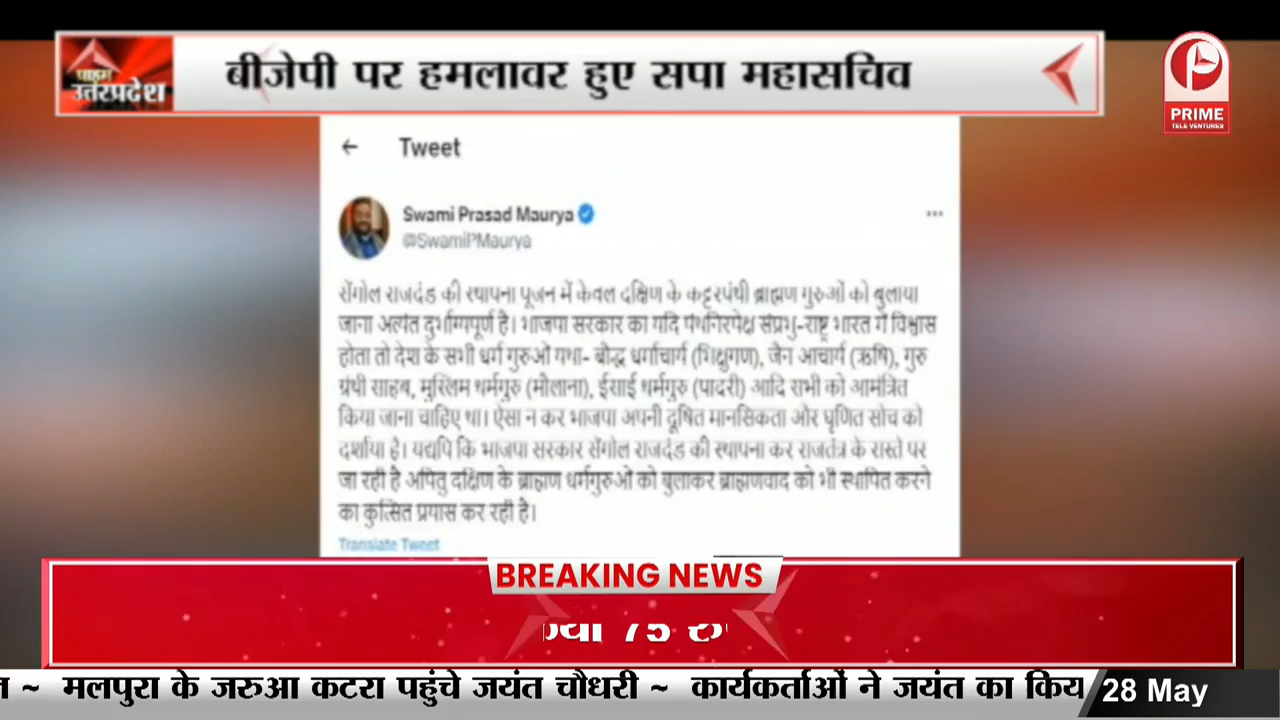 प्राइम
उत्तरप्रदेश
बीजेपी पर हमलावर हुए सपा महासचिव
PRIME
TELE VENTURES
← Tweet
Swami Prasad Maurya
@SwamiPMaurya
सेंगोल राजदंड की स्थापना पूजन में केवल दक्षिण के कट्टरपंथी ब्राह्मण गुरुओं को बुलाया
जाना अत्यंत दुर्भाग्यपूर्ण है। भाजपा सरकार का यदि पंथनिरपेक्ष संप्रभु-राष्ट्र भारत में विश्वास
होता तो देश के सभी धर्म गुरुओं यथा- बौद्ध धर्माचार्य (भिक्षुगण), जैन आचार्य (ऋषि), गुरु
ग्रंथी साहब, मुस्लिम धर्मगुरु (मौलाना), ईसाई धर्मगुरु (पादरी) आदि सभी को आमंत्रित
किया जाना चाहिए था। ऐसा न कर भाजपा अपनी दूषित मानसिकता और घृणित सोच को
दर्शाया है। यद्यपि कि भाजपा सरकार सेंगोल राजदंड की स्थापना कर राजतंत्र के रास्ते पर
जा रही है अपितु दक्षिण के ब्राह्मण धर्मगुरुओं को बुलाकर ब्राह्मणवाद को भी स्थापित करने
का कुत्सित प्रयास कर रही है।
Translate Tweet
BREAKING NEWS
75
~ मलपुरा के जरुआ कटरा पहुंचे जयंत चौधरी ~ कार्यकर्ताओं ने जयंत का किय
28 May